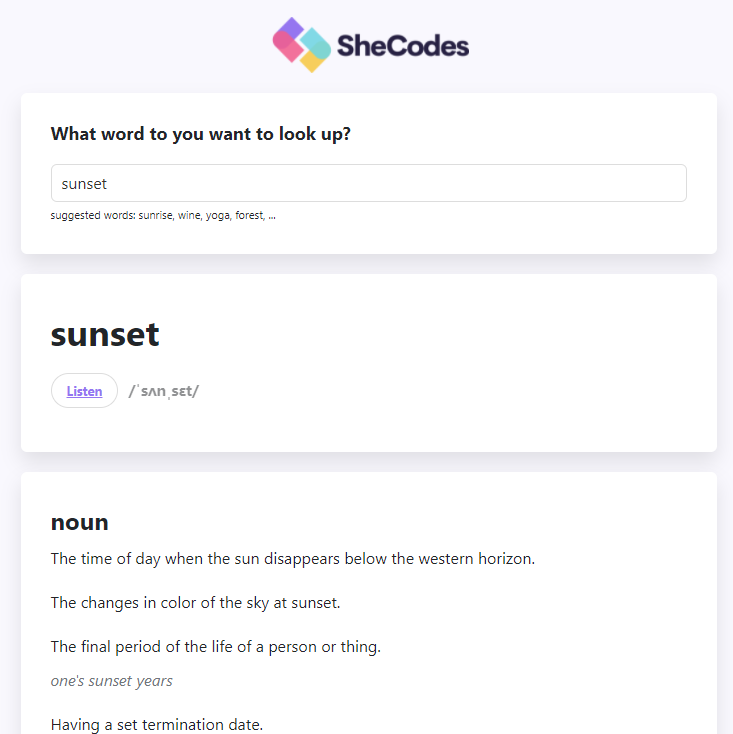 SheCodes
What word to you want to look up?
sunset
suggested words: sunrise, wine, yoga, forest, ...
sunset
Listen /ˈsʌnˌsɛt/
noun
The time of day when the sun disappears below the western horizon.
The changes in color of the sky at sunset.
The final period of the life of a person or thing.
one's sunset years
Having a set termination date.